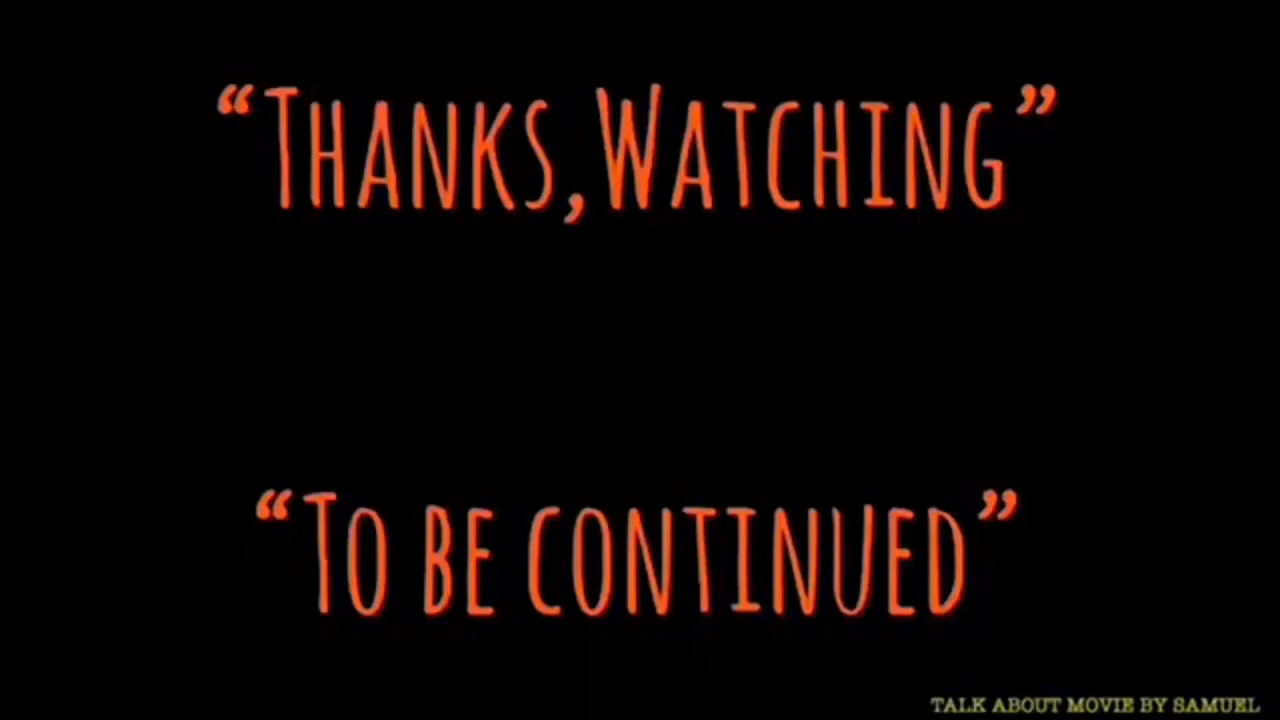 “THANKS,WATCHING”
“TO BE CONTINUED”
TALK ABOUT MOVIE BY SAMUEL